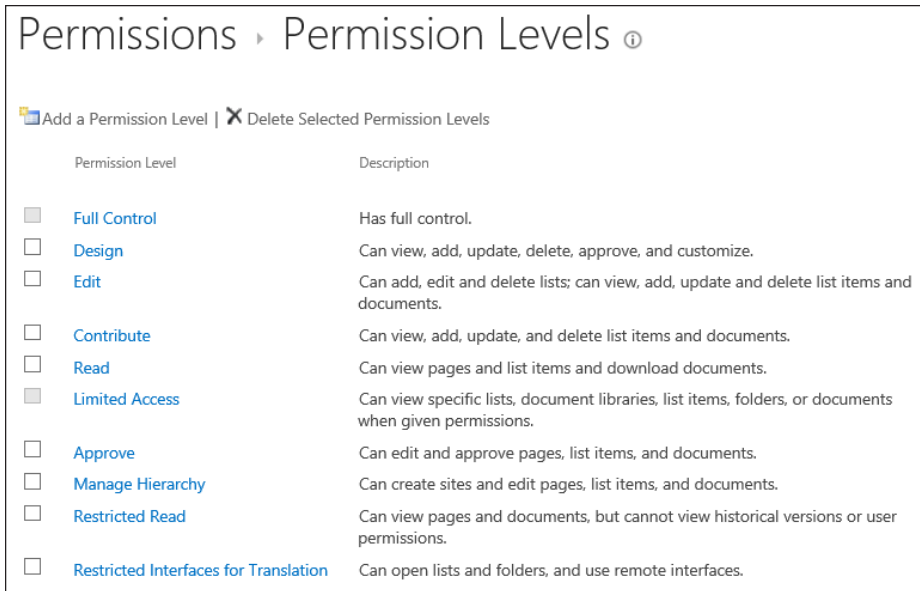 Permissions ▸ Permission Levels
Add a Permission Level | Delete Selected Permission Levels
Permission Level Description
Full Control Has full control.
Design Can view, add, update, delete, approve, and customize.
Edit Can add, edit and delete lists; can view, add, update and delete list items and
documents.
Contribute Can view, add, update, and delete list items and documents.
Read Can view pages and list items and download documents.
Limited Access Can view specific lists, document libraries, list items, folders, or documents
when given permissions.
Approve Can edit and approve pages, list items, and documents.
Manage Hierarchy Can create sites and edit pages, list items, and documents.
Restricted Read Can view pages and documents, but cannot view historical versions or user
permissions.
Restricted Interfaces for Translation Can open lists and folders, and use remote interfaces.